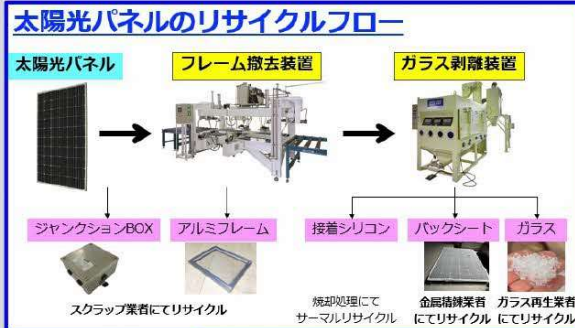 太陽光パネルのリサイクルフロー
太陽光パネル
フレーム撤去装置
ガラス剥離装置
ジャンクションBOX
アルミフレーム
接着シリコン
バックシート
ガラス
スクラップ業者にてリサイクル
焼却処理にて
サーマルリサイクル
金属精錬業者
にてリサイクル
ガラス再生業者
にてリサイクル